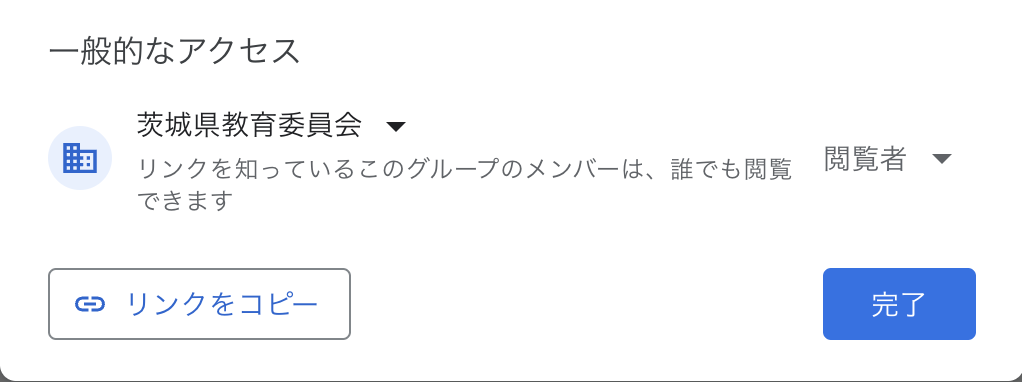 一般的なアクセス
茨城県教育委員会
リンクを知っているこのグループのメンバーは、誰でも閲覧
できます
閲覧者
リンクをコピー
完了